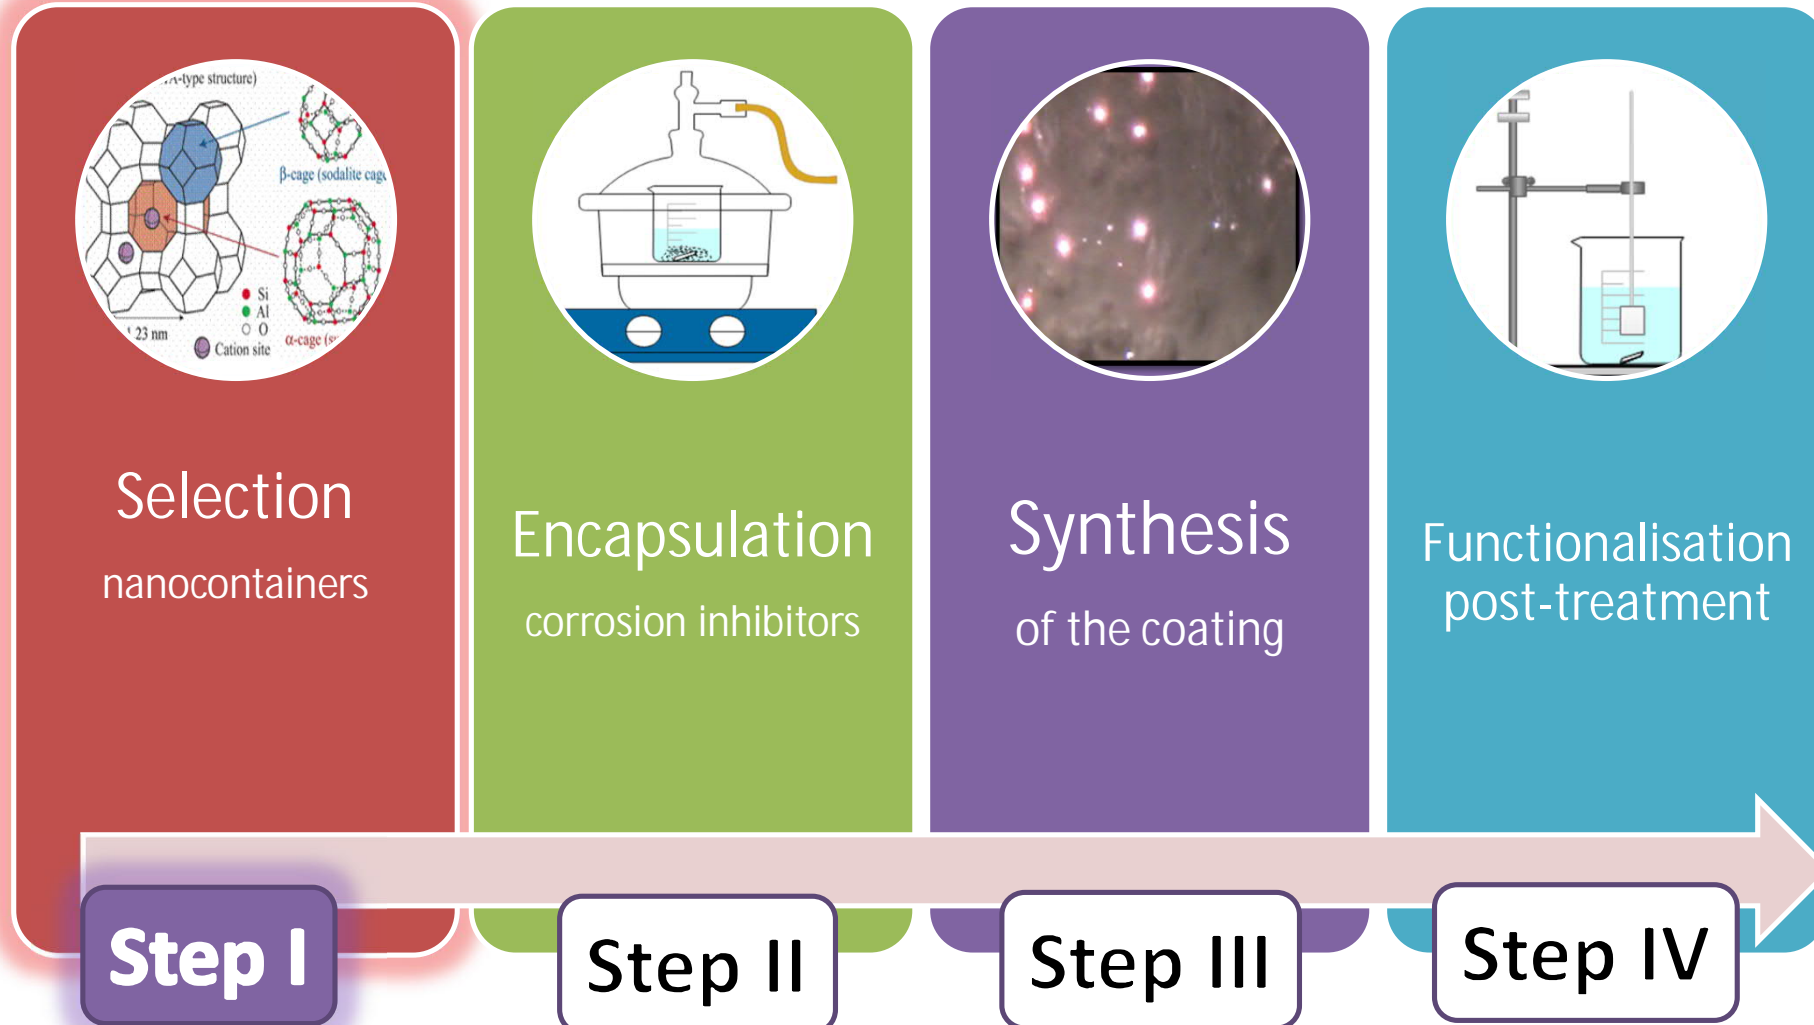 -type structure)
β-cage (sodalite cage
Si
Al
O
23 nm
Cation site
α-cage (
Selection
nanocontainers
Encapsulation
corrosion inhibitors
Synthesis
of the coating
Functionalisation
post-treatment
Step I
Step II
Step III
Step IV